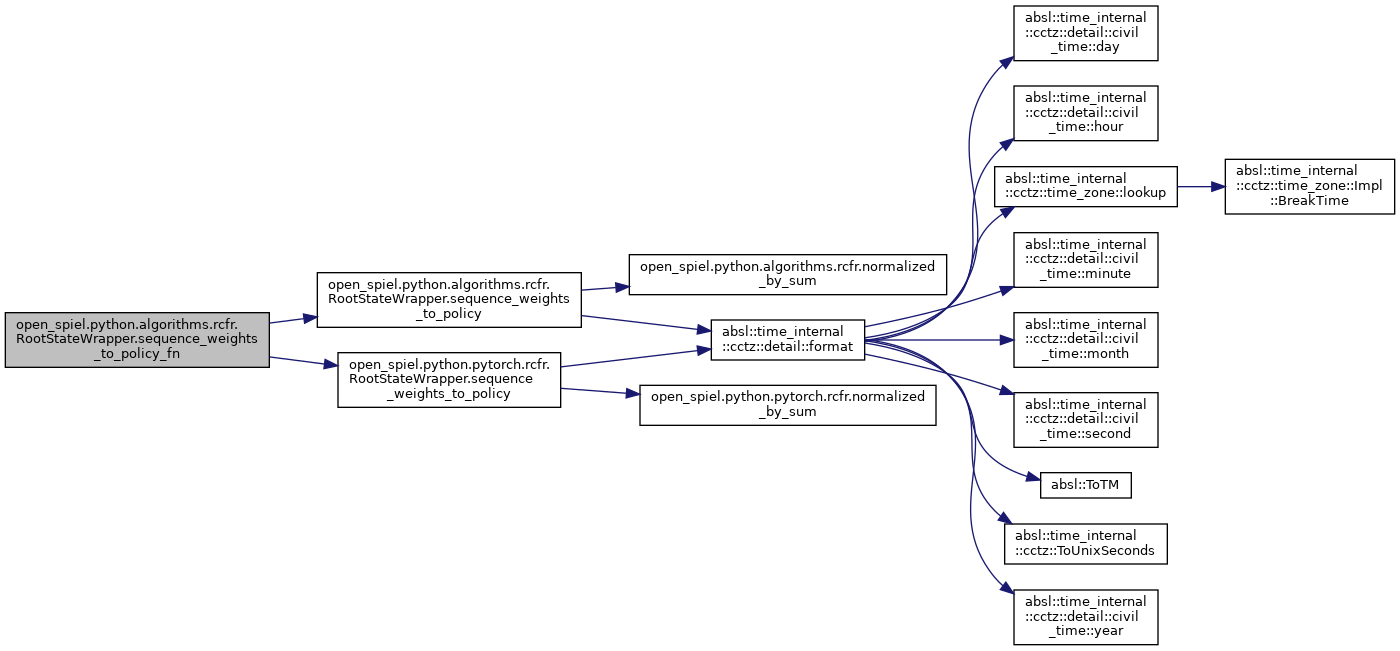 open_spiel.python.algorithms.rcfr.
RootStateWrapper.sequence_weights
_to_policy_fn
open_spiel.python.algorithms.rcfr.
RootStateWrapper.sequence_weights
_to_policy
open_spiel.python.pytorch.rcfr.
RootStateWrapper.sequence
_weights_to_policy
open_spiel.python.algorithms.rcfr.normalized
_by_sum
absl::time_internal
::cctz::detail::format
open_spiel.python.pytorch.rcfr.normalized
_by_sum
absl::time_internal
::cctz::detail::civil
_time::day
absl::time_internal
::cctz::detail::civil
_time::hour
absl::time_internal
::cctz::time_zone::lookup
absl::time_internal
::cctz::time_zone::Impl
::BreakTime
absl::time_internal
::cctz::detail::civil
_time::minute
absl::time_internal
::cctz::detail::civil
_time::month
absl::time_internal
::cctz::detail::civil
_time::second
absl::ToTM
absl::time_internal
::cctz::ToUnixSeconds
absl::time_internal
::cctz::detail::civil
_time::year